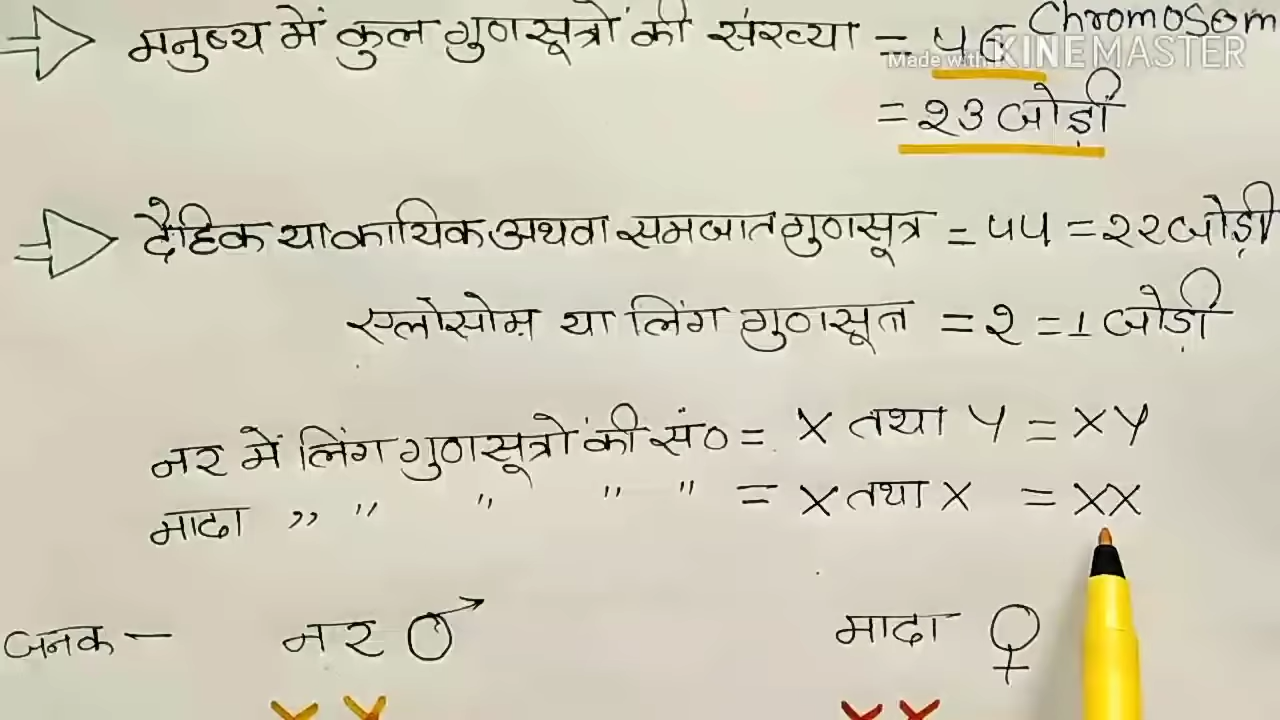 मनुष्य में कुल गुणसूत्रों की संख्या = 46 Chromosom
Made with KINEMASTER
= 23 जोड़ी
दैहिक या कायिक अथवा समजात गुणसूत्र = 44 = 22 जोड़ी
एलोसोम या लिंग गुणसूत्र = 2 = 1 जोड़ी
नर में लिंग गुणसूत्रों की सं० = X तथा Y = XY
मादा " " " " " = X तथा X = XX
जनक — नर ♂ मादा ♀
X Y X X